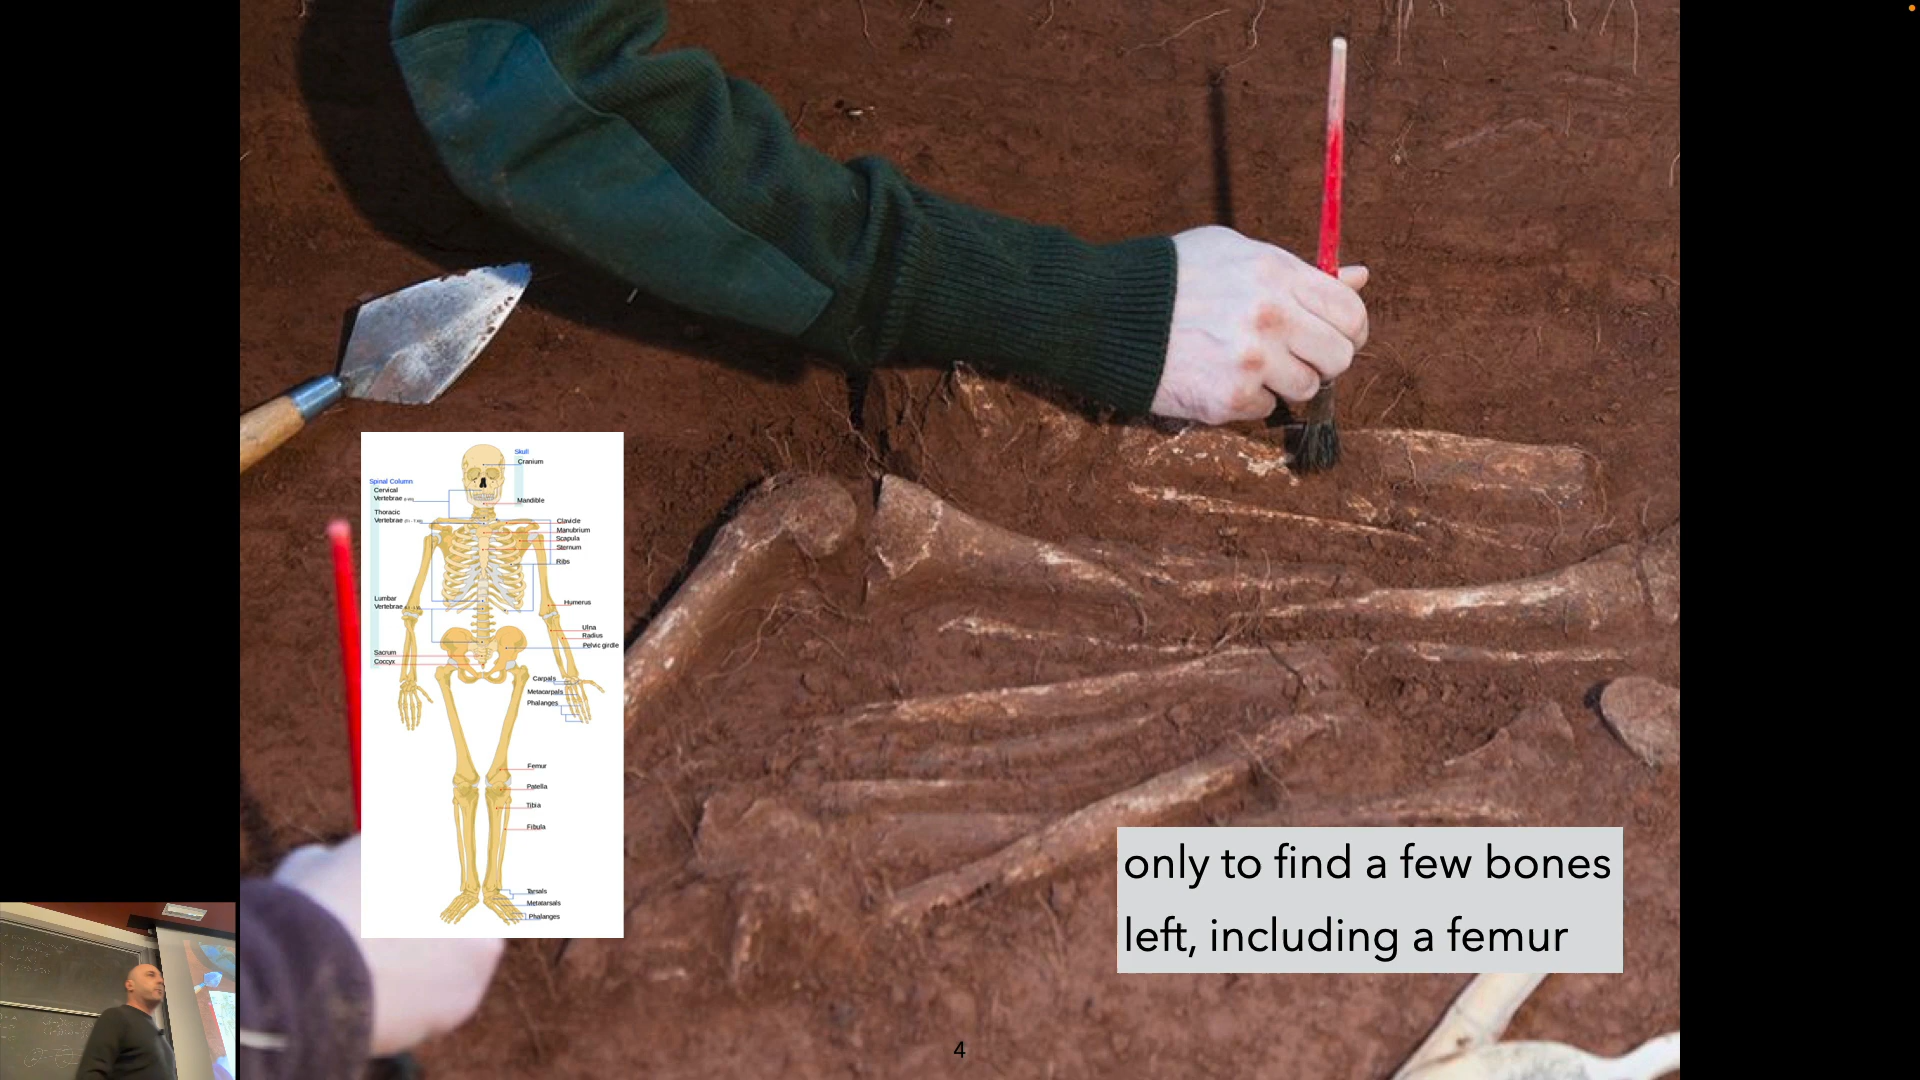 Skull
Cranium
Spinal Column
Cervical
Vertebrae
Mandible
Thoracic
Vertebrae
Clavicle
Manubrium
Scapula
Sternum
Ribs
Lumbar
Vertebrae
Humerus
Ulna
Radius
Pelvic girdle
Sacrum
Coccyx
Carpals
Metacarpals
Phalanges
Femur
Patella
Tibia
Fibula
Tarsals
Metatarsals
Phalanges
only to find a few bones
left, including a femur
4